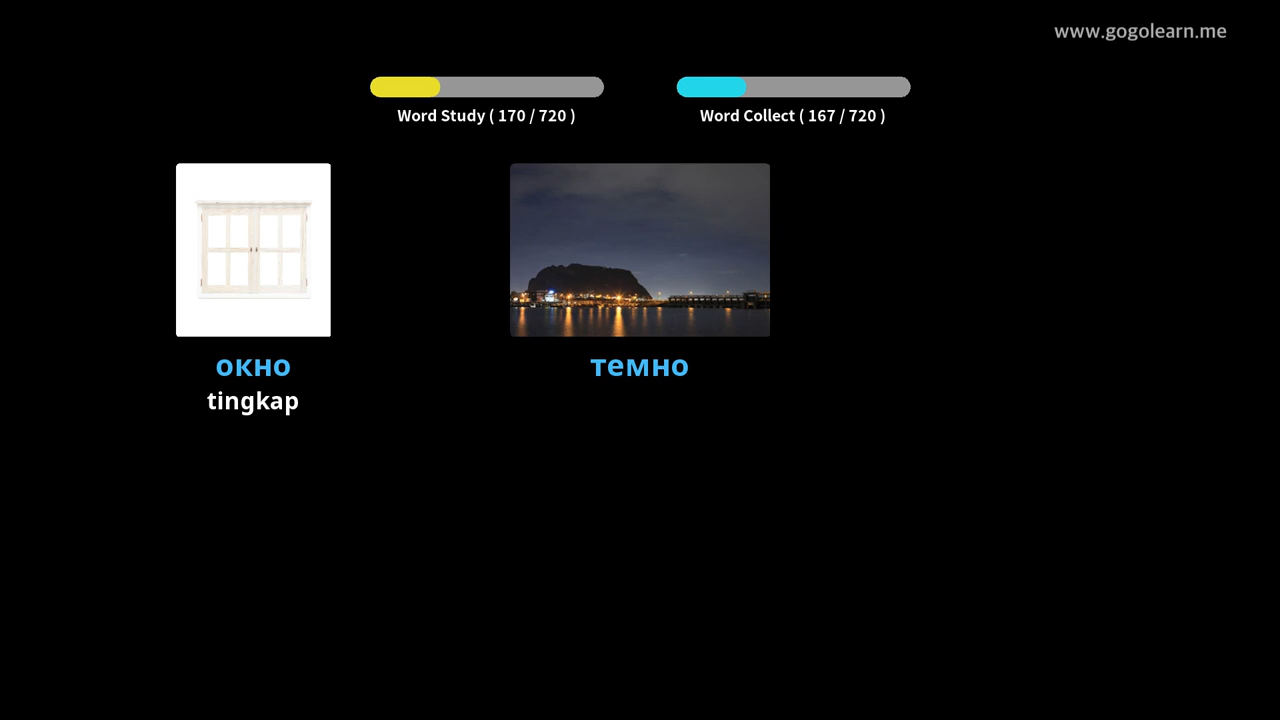 www.gogolearn.me
Word Study ( 170 / 720 )
Word Collect ( 167 / 720 )
окно
tingkap
темно